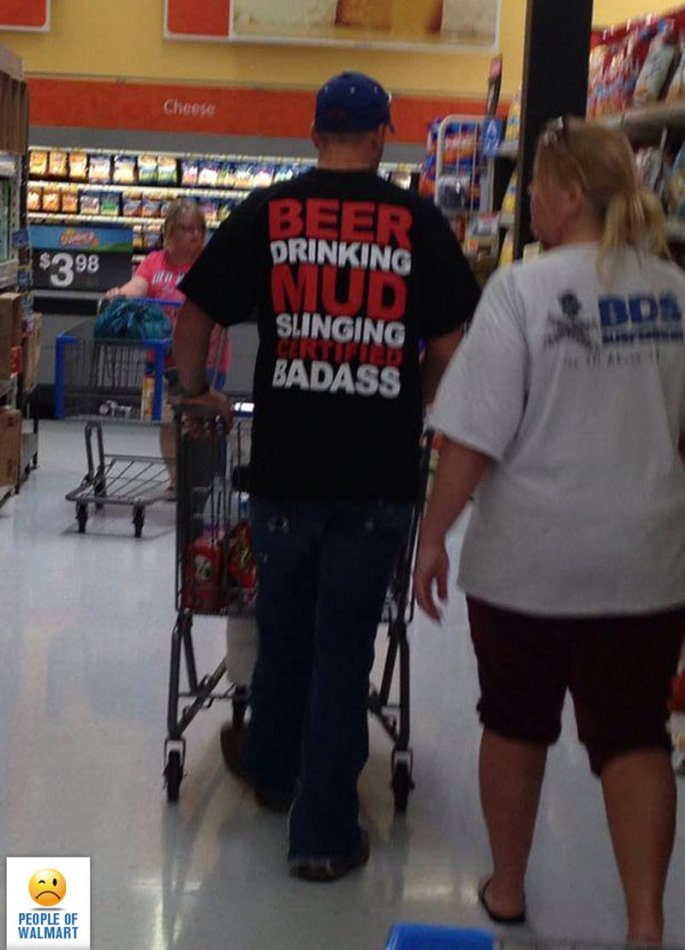 Cheese
$3.98
BEER
DRINKING
MUD
SLINGING
CERTIFIED
BADASS
BDS
PEOPLE OF
WALMART